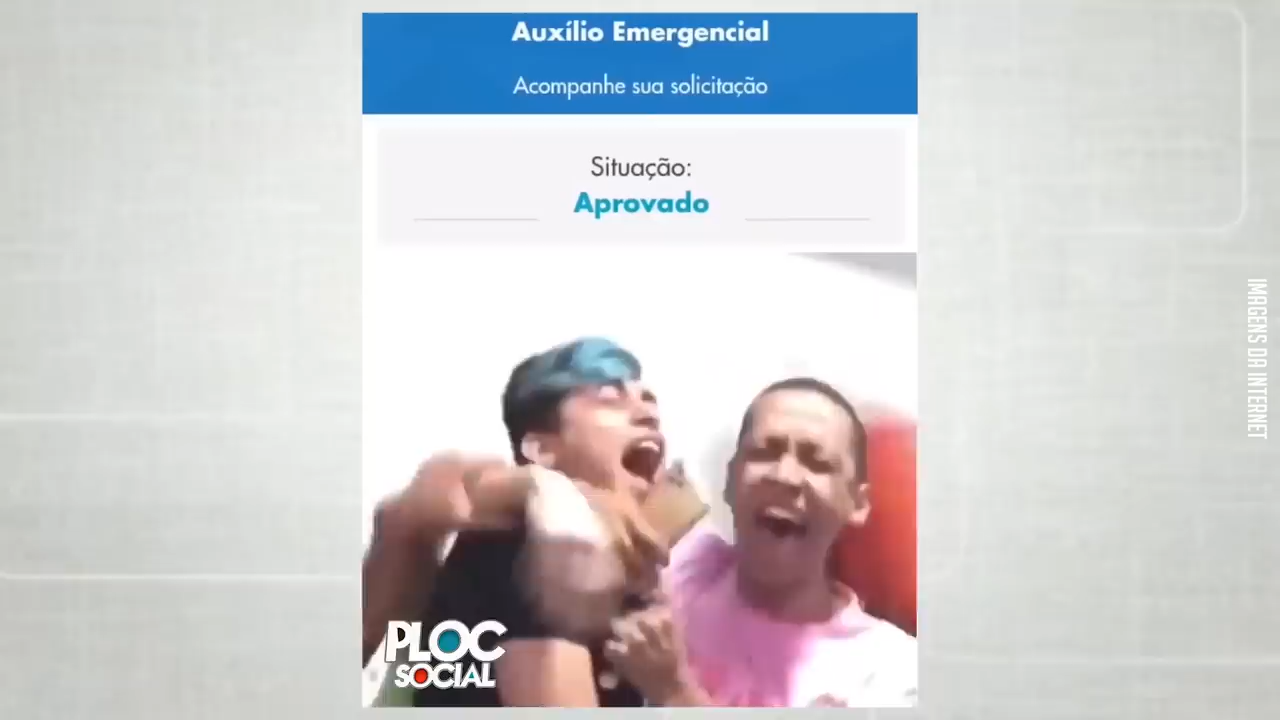 Auxílio Emergencial
Acompanhe sua solicitação
Situação:
Aprovado
PLOC
SOCIAL
IMAGENS DA INTERNET